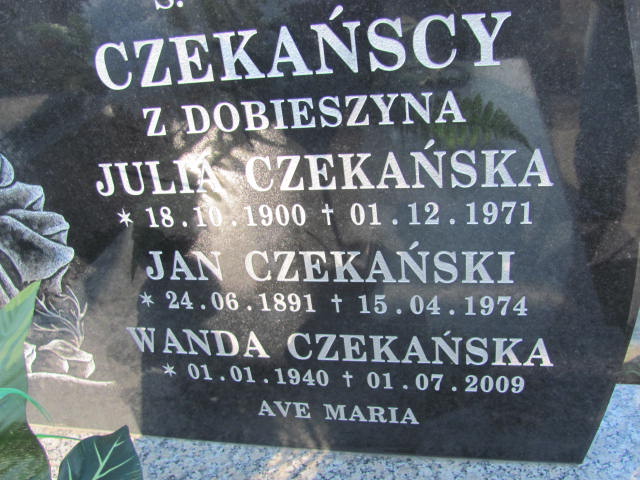 Ś.
CZEKAŃSCY
Z DOBIESZYNA
JULIA CZEKAŃSKA
* 18.10.1900 † 01.12.1971
JAN CZEKAŃSKI
* 24.06.1891 † 15.04.1974
WANDA CZEKAŃSKA
* 01.01.1940 † 01.07.2009
AVE MARIA